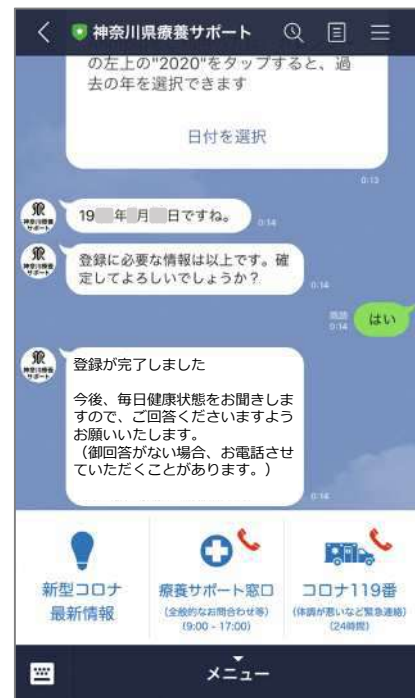 神奈川県療養サポート
の左上の"2020"をタップすると、過
去の年を選択できます
日付を選択
0:13
19 年 月 日ですね。
0:14
登録に必要な情報は以上です。確
定してよろしいでしょうか？
0:14
既読
0:14
はい
登録が完了しました
今後、毎日健康状態をお聞きしま
すので、ご回答くださいますよう
お願いいたします。
（御回答がない場合、お電話させ
ていただくことがあります。）
0:14
新型コロナ
最新情報
療養サポート窓口
（全般的なお問合わせ等）
(9:00 - 17:00)
コロナ119番
（体調が悪いなど緊急連絡）
(24時間)
メニュー